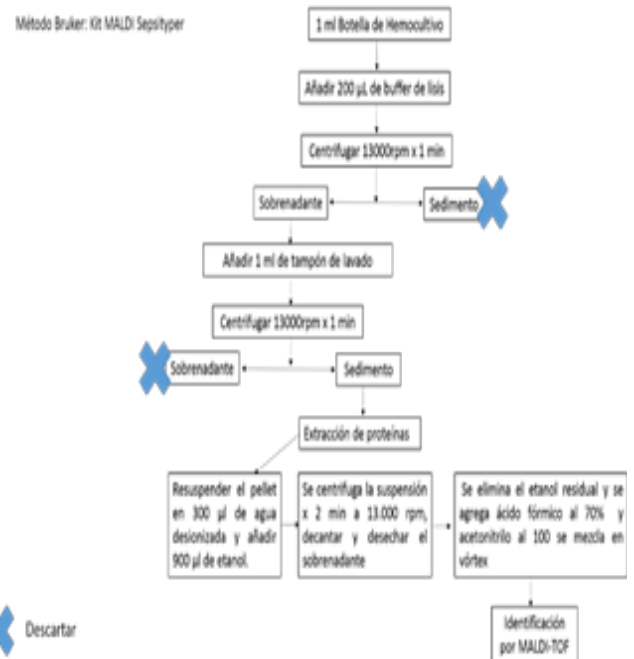 Método Bruker: Kit MALDI Sepsityper
1 ml Botella de Hemocultivo
Añadir 200 µL de buffer de lisis
Centrifugar 13000rpm x 1 min
Sobrenadante
Sedimento
Añadir 1 ml de tampón de lavado
Centrifugar 13000rpm x 1 min
Sobrenadante
Sedimento
Extracción de proteínas
Resuspender el pellet
en 300 µl de agua
desionizada y añadir
900 µl de etanol.
Se centrifuga la suspensión
x 2 min a 13.000 rpm,
decantar y desechar el
sobrenadante
Se elimina el etanol residual y se
agrega ácido fórmico al 70% y
acetonitrilo al 100 se mezcla en
vórtex
Identificación
por MALDI-TOF
Descartar